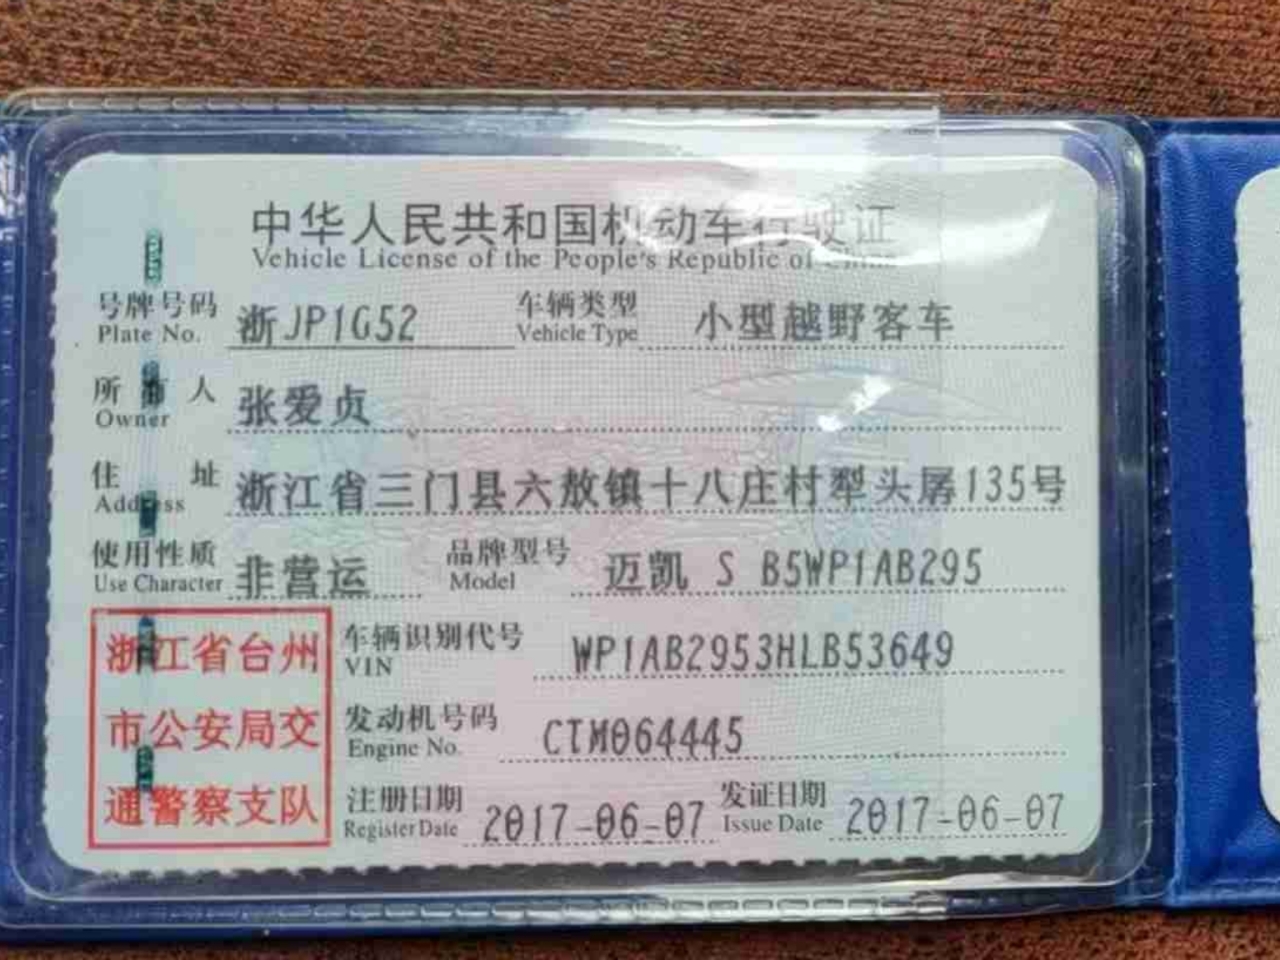 中华人民共和国机动车行驶证
Vehicle License of the People's Republic of China
号牌号码 浙JP1G52 车辆类型 小型越野客车
Plate No. Vehicle Type
所有人 张爱贞
Owner
住址 浙江省三门县六敖镇十八庄村犁头孱135号
Address
使用性质 非营运 品牌型号 迈凯 S B5WP1AB295
Use Character Model
浙江省台州 车辆识别代号 WP1AB2953HLB53649
VIN
市公安局交 发动机号码 CTM064445
Engine No.
通警察支队 注册日期 2017-06-07 发证日期 2017-06-07
Register Date Issue Date